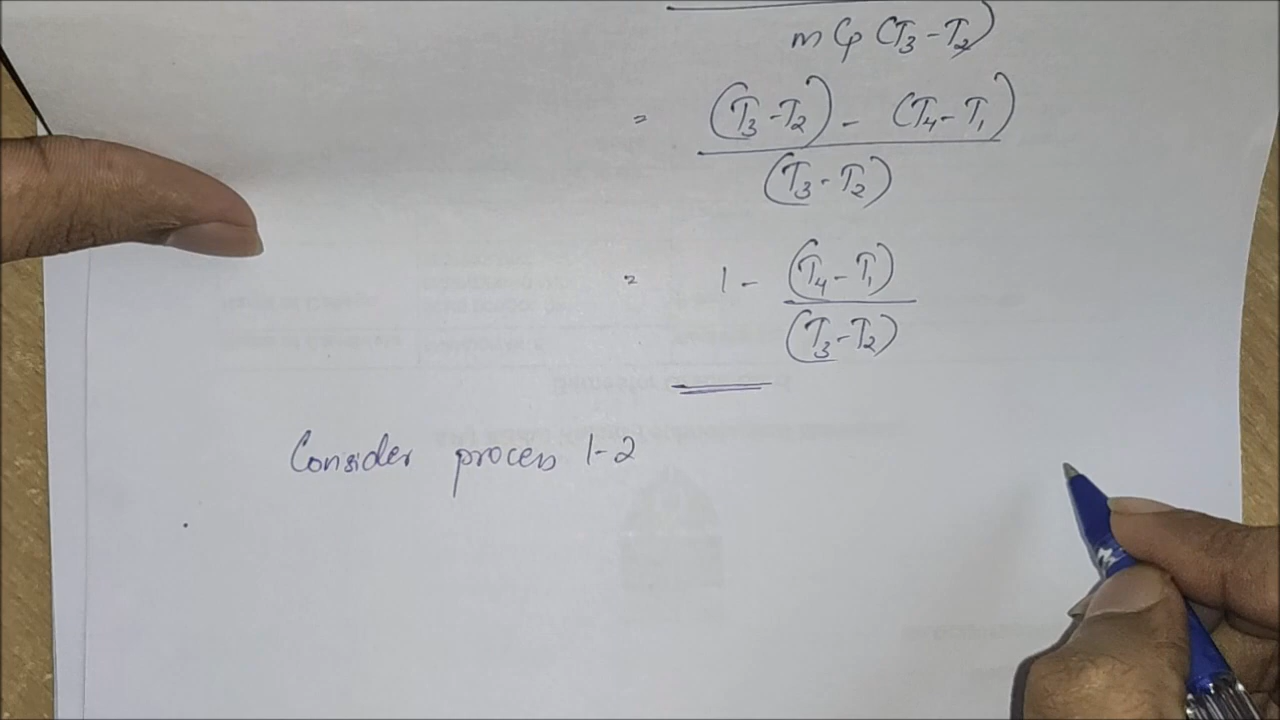 m Cp (T3 - T2)
= (T3 - T2) - (T4 - T1)
(T3 - T2)
= 1 - (T4 - T1)
(T3 - T2)
Consider process 1-2